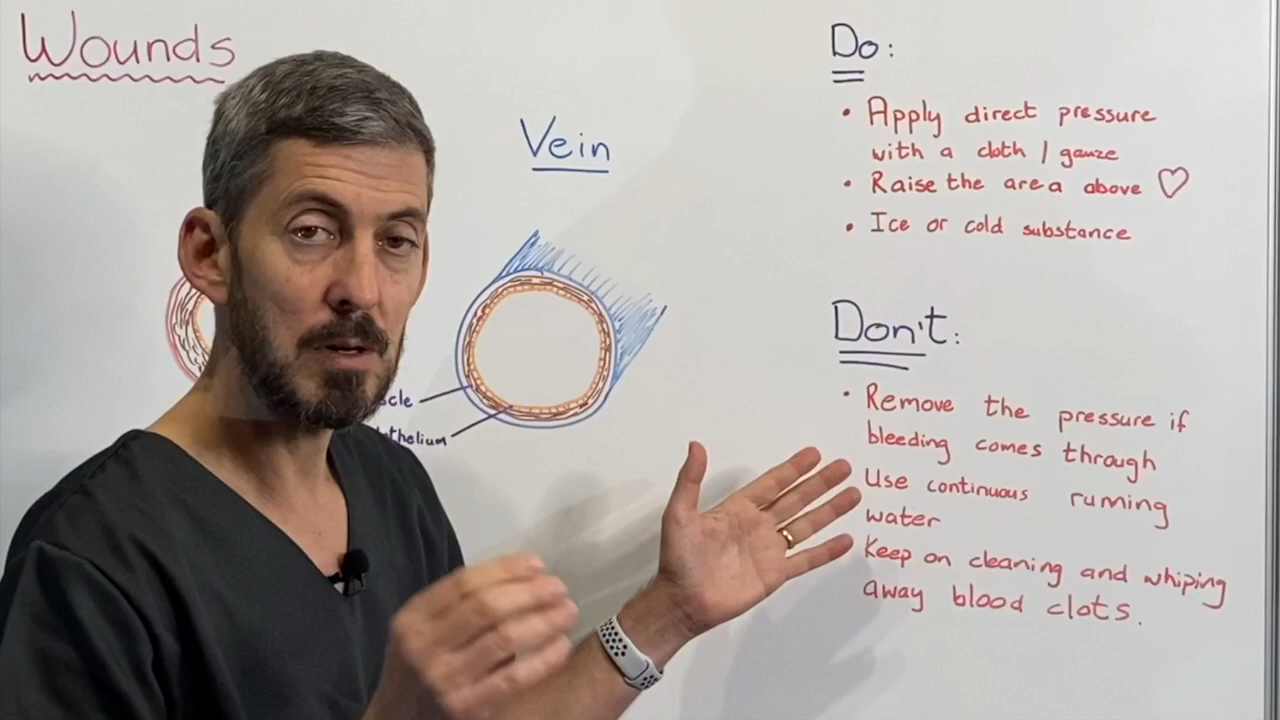 Wounds
Vein
scle
thelium
Do:
• Apply direct pressure
with a cloth / gauze
• Raise the area above ♡
• Ice or cold substance
Don't:
• Remove the pressure if
bleeding comes through
Use continuous running
water
Keep on cleaning and whiping
away blood clots.